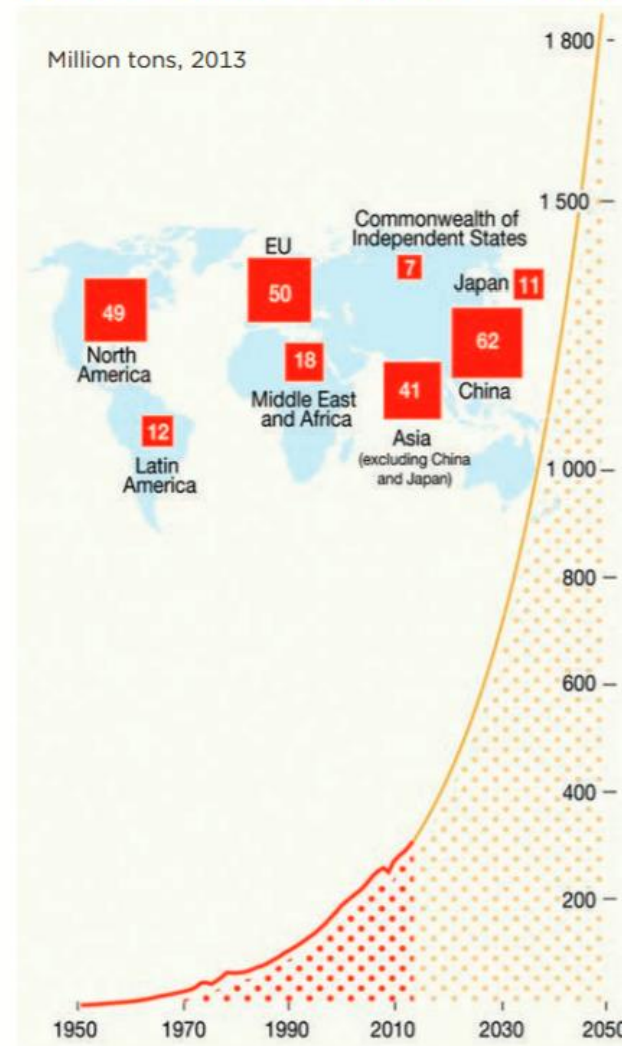 Million tons, 2013
1 800
1 500
1 000
800
600
400
200
Commonwealth of
Independent States
7
EU
50
Japan 11
49
North
America
62
China
18
Middle East
and Africa
41
Asia
(excluding China
and Japan)
12
Latin
America
1950 1970 1990 2010 2030 2050